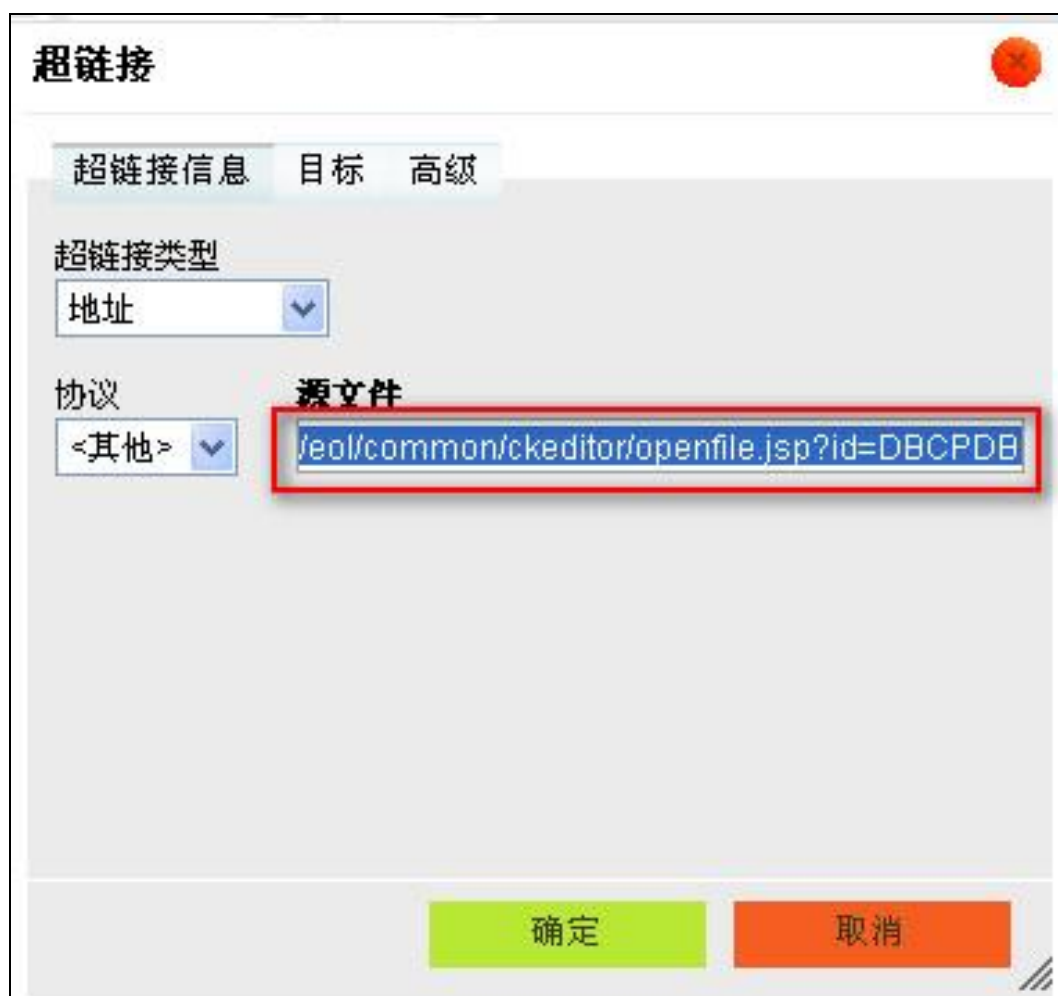 超链接
超链接信息 目标 高级
超链接类型
地址
协议 源文件
<其他> /eol/common/ckeditor/openfile.jsp?id=DBCPDB
确定 取消